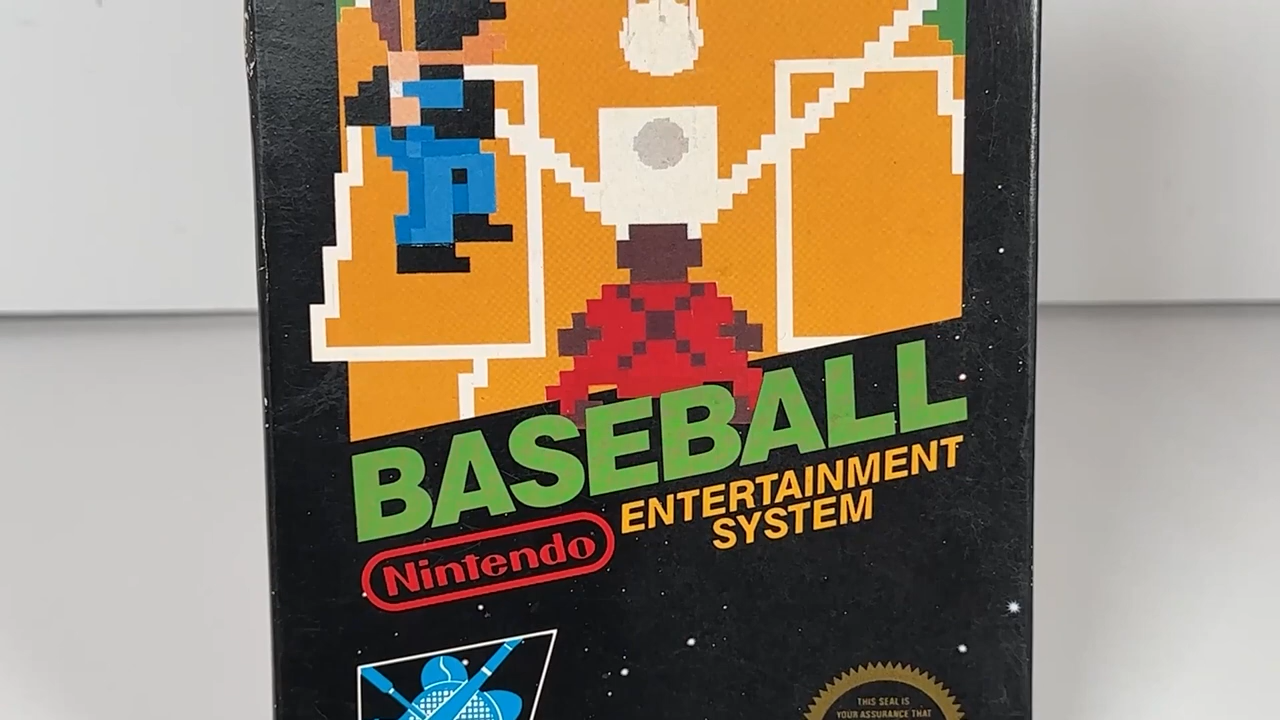 BASEBALL
Nintendo
ENTERTAINMENT
SYSTEM
THIS SEAL IS
YOUR ASSURANCE THAT